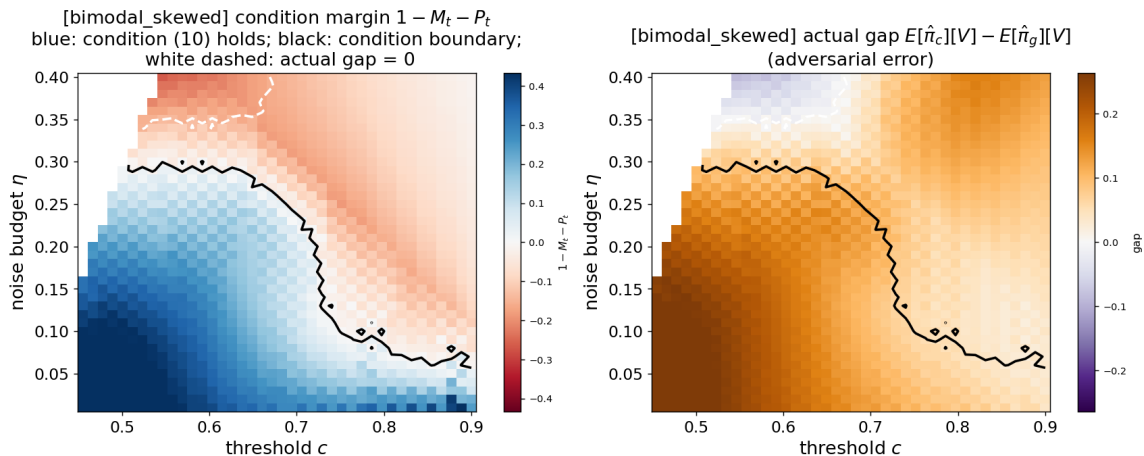 [bimodal_skewed] condition margin 1 − M_t − P_t
blue: condition (10) holds; black: condition boundary;
white dashed: actual gap = 0
0.40
0.35
0.30
0.25
0.20
0.15
0.10
0.05
noise budget η
0.5 0.6 0.7 0.8 0.9
threshold c
0.4
0.3
0.2
0.1
0.0
−0.1
−0.2
−0.3
−0.4
1 − M_t − P_t
[bimodal_skewed] actual gap E[π̂_c][V] − E[π̂_g][V]
(adversarial error)
0.40
0.35
0.30
0.25
0.20
0.15
0.10
0.05
noise budget η
0.5 0.6 0.7 0.8 0.9
threshold c
0.2
0.1
0.0
−0.1
−0.2
gap